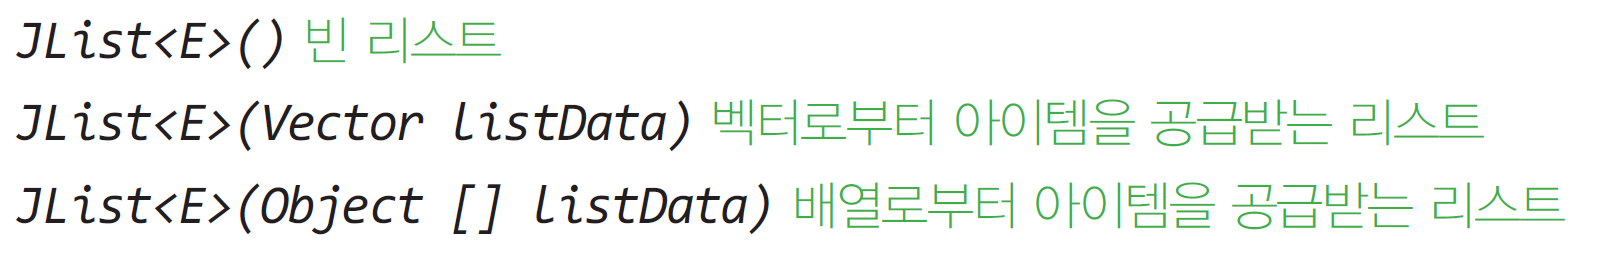 JList<E>() 빈 리스트
JList<E>(Vector listData) 벡터로부터 아이템을 공급받는 리스트
JList<E>(Object [] listData) 배열로부터 아이템을 공급받는 리스트